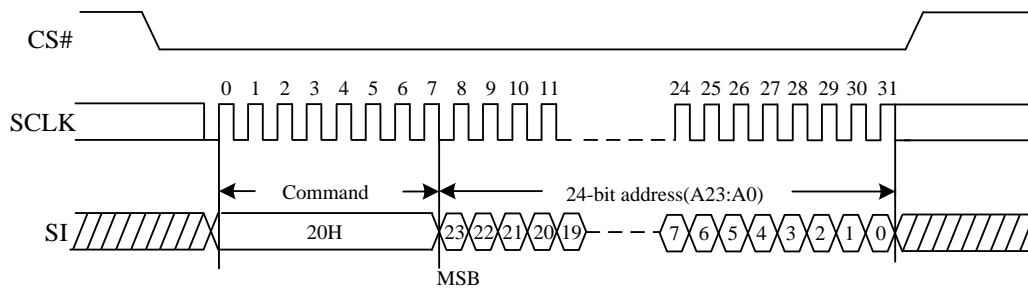 CS#
0 1 2 3 4 5 6 7 8 9 10 11 24 25 26 27 28 29 30 31
SCLK
Command 24-bit address(A23:A0)
SI 20H 23 22 21 20 19 7 6 5 4 3 2 1 0
MSB